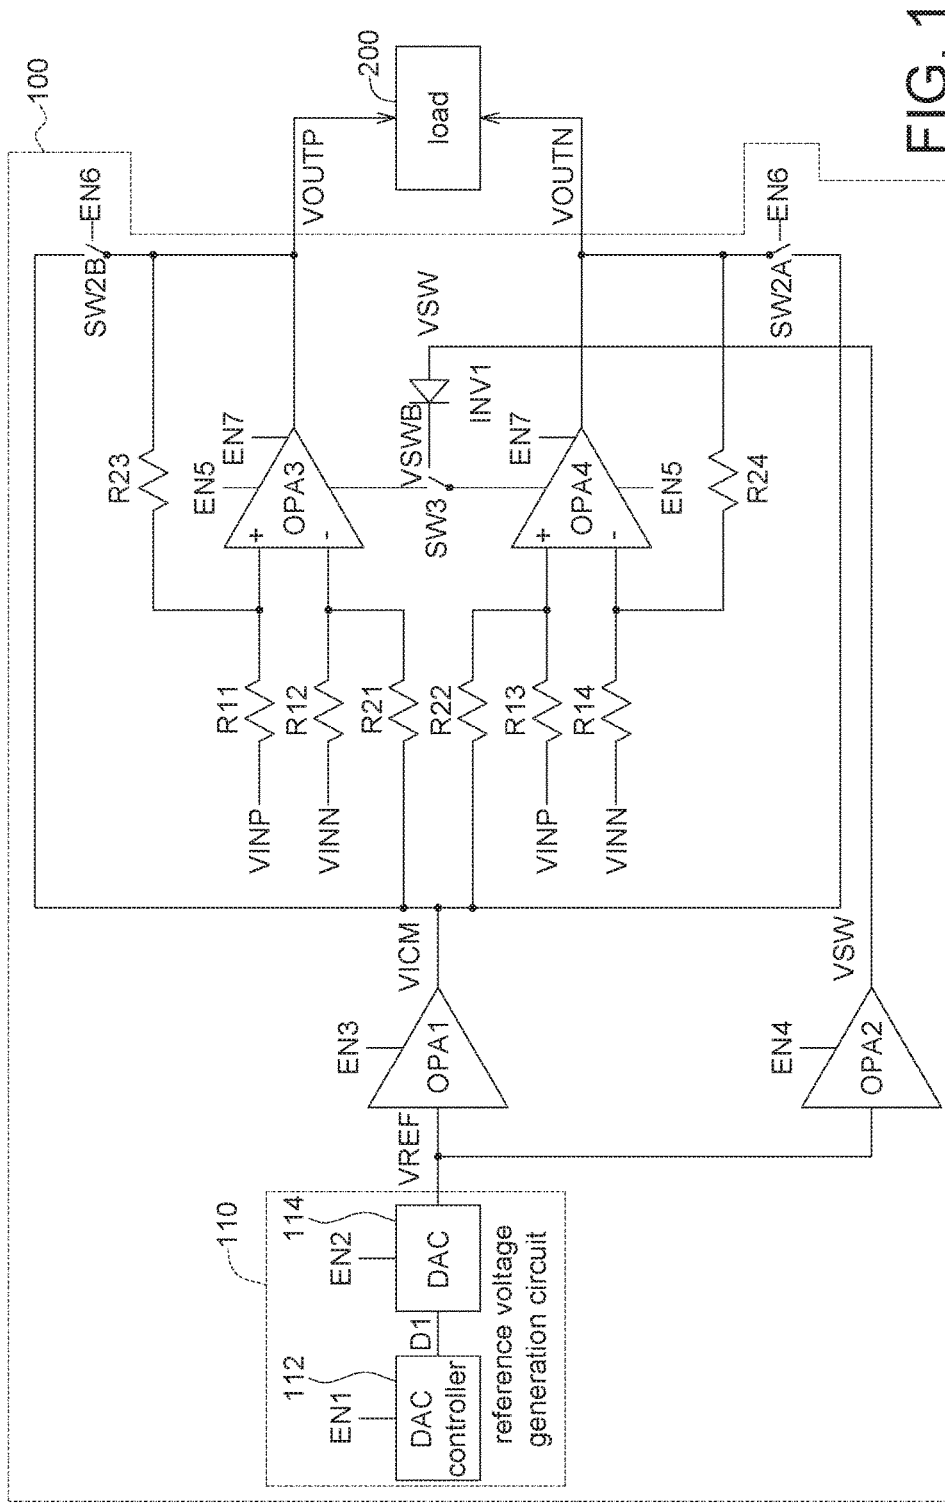 100
SW2B
EN6
R23
VOUTP
200
load
EN5
EN7
OPA3
+
-
R11
VINP
R12
VINN
R21
VSW
VSWB
INV1
SW3
VOUTN
EN7
OPA4
+
-
EN5
R22
R13
VINP
R14
VINN
R24
SW2A
EN6
110
112
EN1
DAC
controller
D1
114
EN2
DAC
reference voltage
generation circuit
VREF
EN3
OPA1
VICM
EN4
OPA2
VSW
FIG. 1